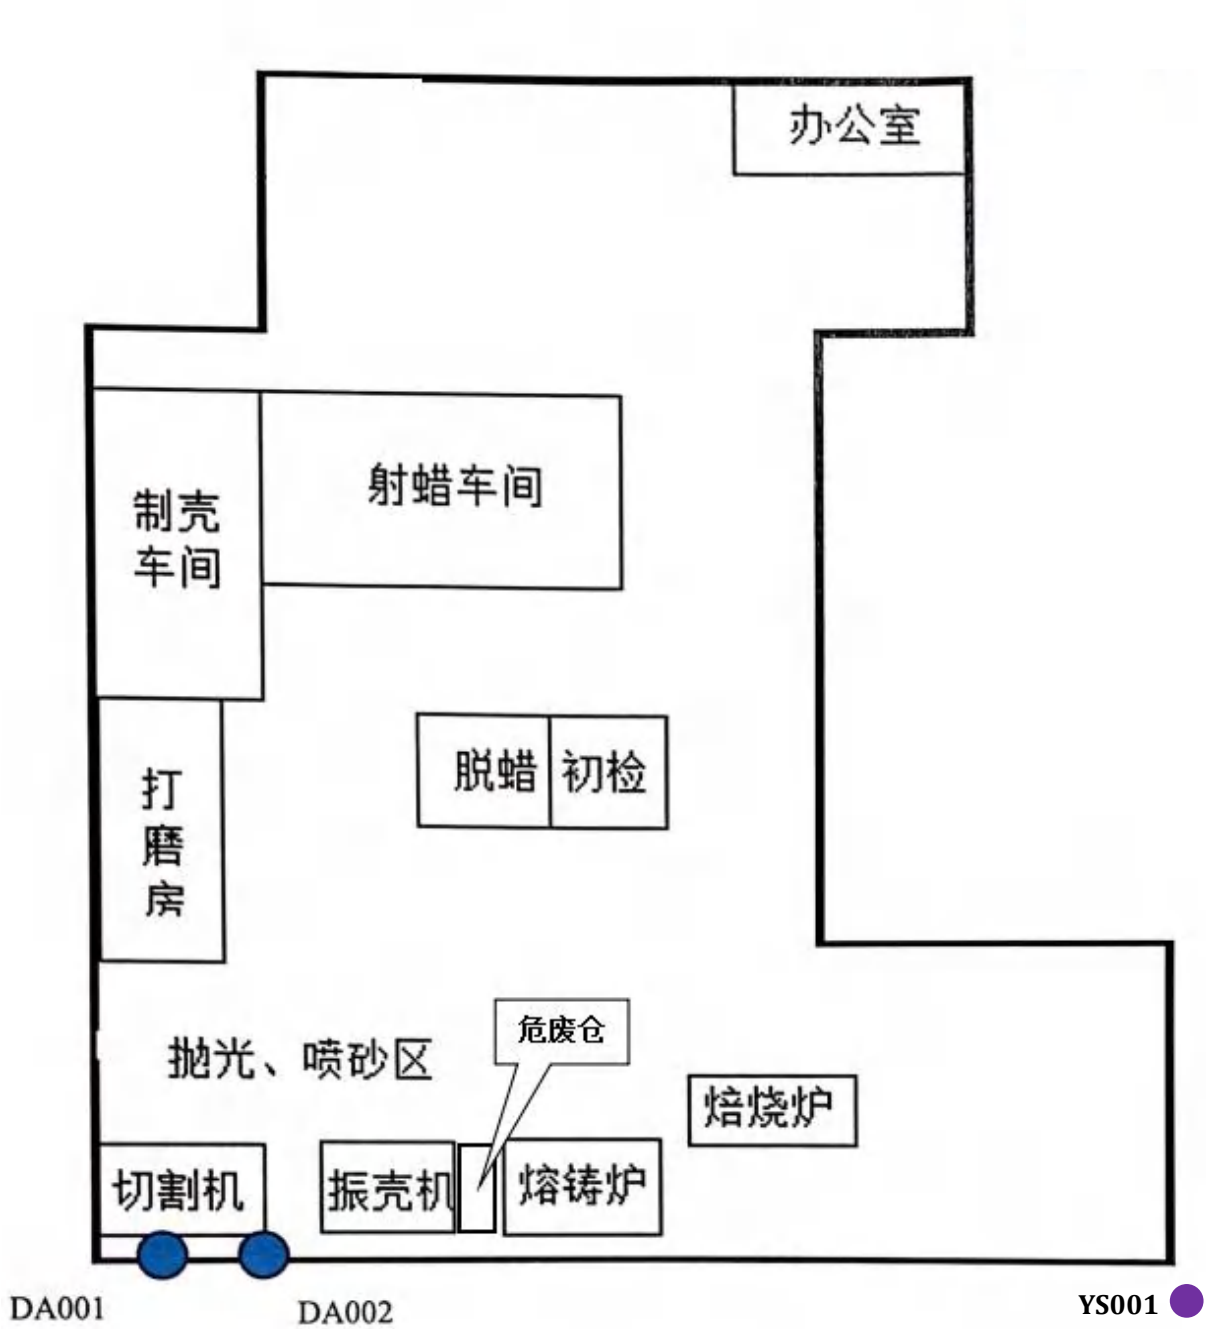 办公室
射蜡车间
制壳
车间
脱蜡
初检
打
磨
房
危废仓
抛光、喷砂区
焙烧炉
切割机
振壳机
熔铸炉
DA001
DA002
YS001